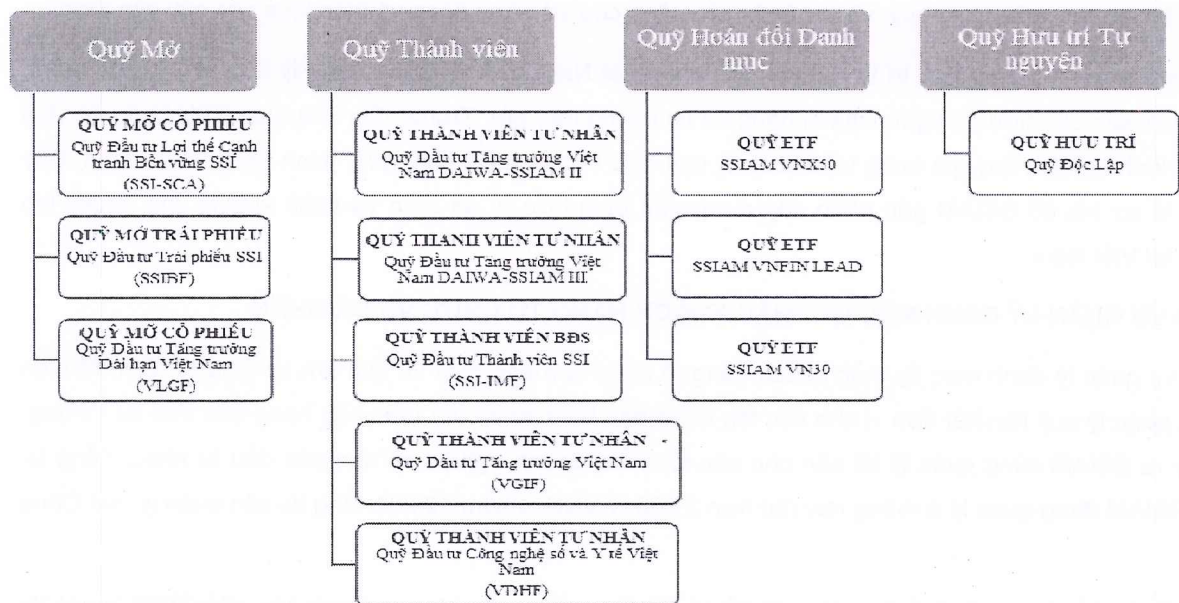 Quỹ Mở
QUỸ MỞ CỔ PHIẾU
Quỹ Đầu tư Lợi thế Cạnh
tranh Bền vững SSI
(SSI-SCA)
QUỸ MỞ TRÁI PHIẾU
Quỹ Đầu tư Trái phiếu SSI
(SSIBF)
QUỸ MỞ CỔ PHIẾU
Quỹ Đầu tư Tăng trưởng
Dài hạn Việt Nam
(VLGF)
Quỹ Thành viên
QUỸ THÀNH VIÊN TƯ NHÂN
Quỹ Đầu tư Tăng trưởng Việt
Nam DAIWA-SSIAM II
QUỸ THÀNH VIÊN TƯ NHÂN
Quỹ Đầu tư Tăng trưởng Việt
Nam DAIWA-SSIAM III
QUỸ THÀNH VIÊN BĐS
Quỹ Đầu tư Thành viên SSI
(SSI-IMF)
QUỸ THÀNH VIÊN TƯ NHÂN
Quỹ Đầu tư Tăng trưởng Việt Nam
(VGIF)
QUỸ THÀNH VIÊN TƯ NHÂN
Quỹ Đầu tư Công nghệ số và Y tế Việt
Nam
(VDHF)
Quỹ Hoán đổi Danh
mục
QUỸ ETF
SSIAM VNX50
QUỸ ETF
SSIAM VNFIN LEAD
QUỸ ETF
SSIAM VN30
Quỹ Hưu trí Tự
nguyện
QUỸ HƯU TRÍ
Quỹ Độc Lập